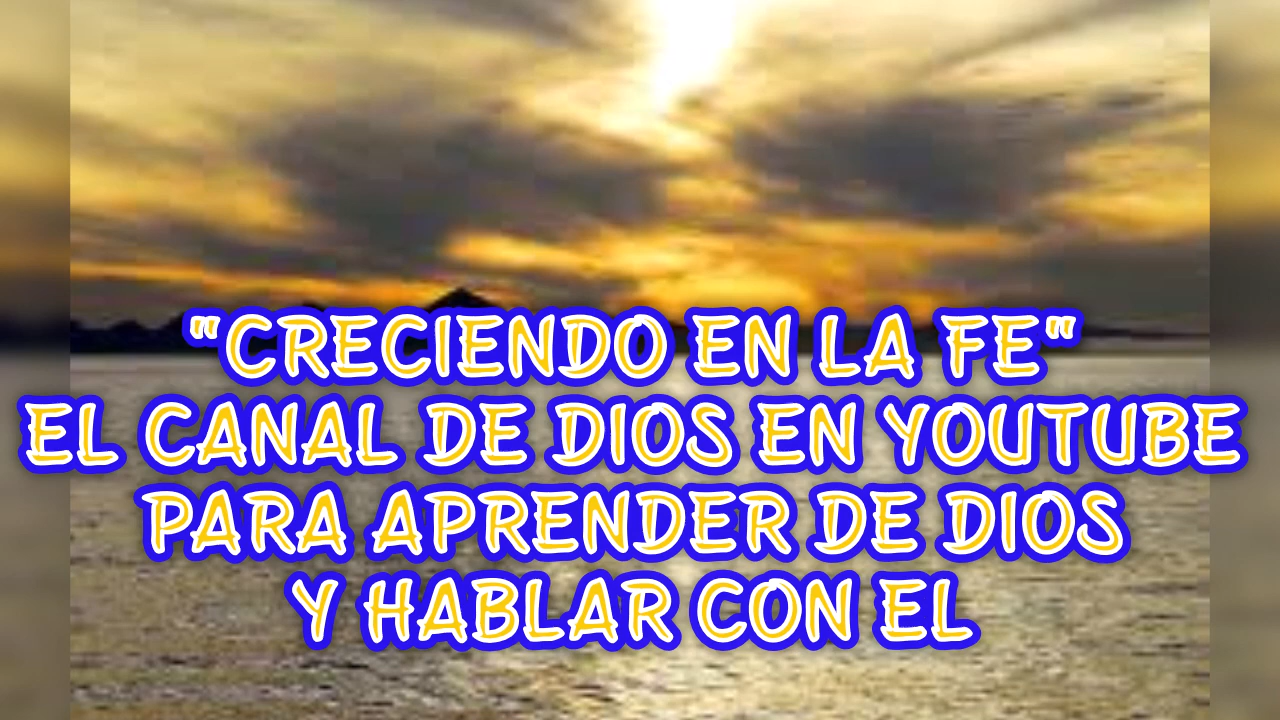 "CRECIENDO EN LA FE"
EL CANAL DE DIOS EN YOUTUBE
PARA APRENDER DE DIOS
Y HABLAR CON EL